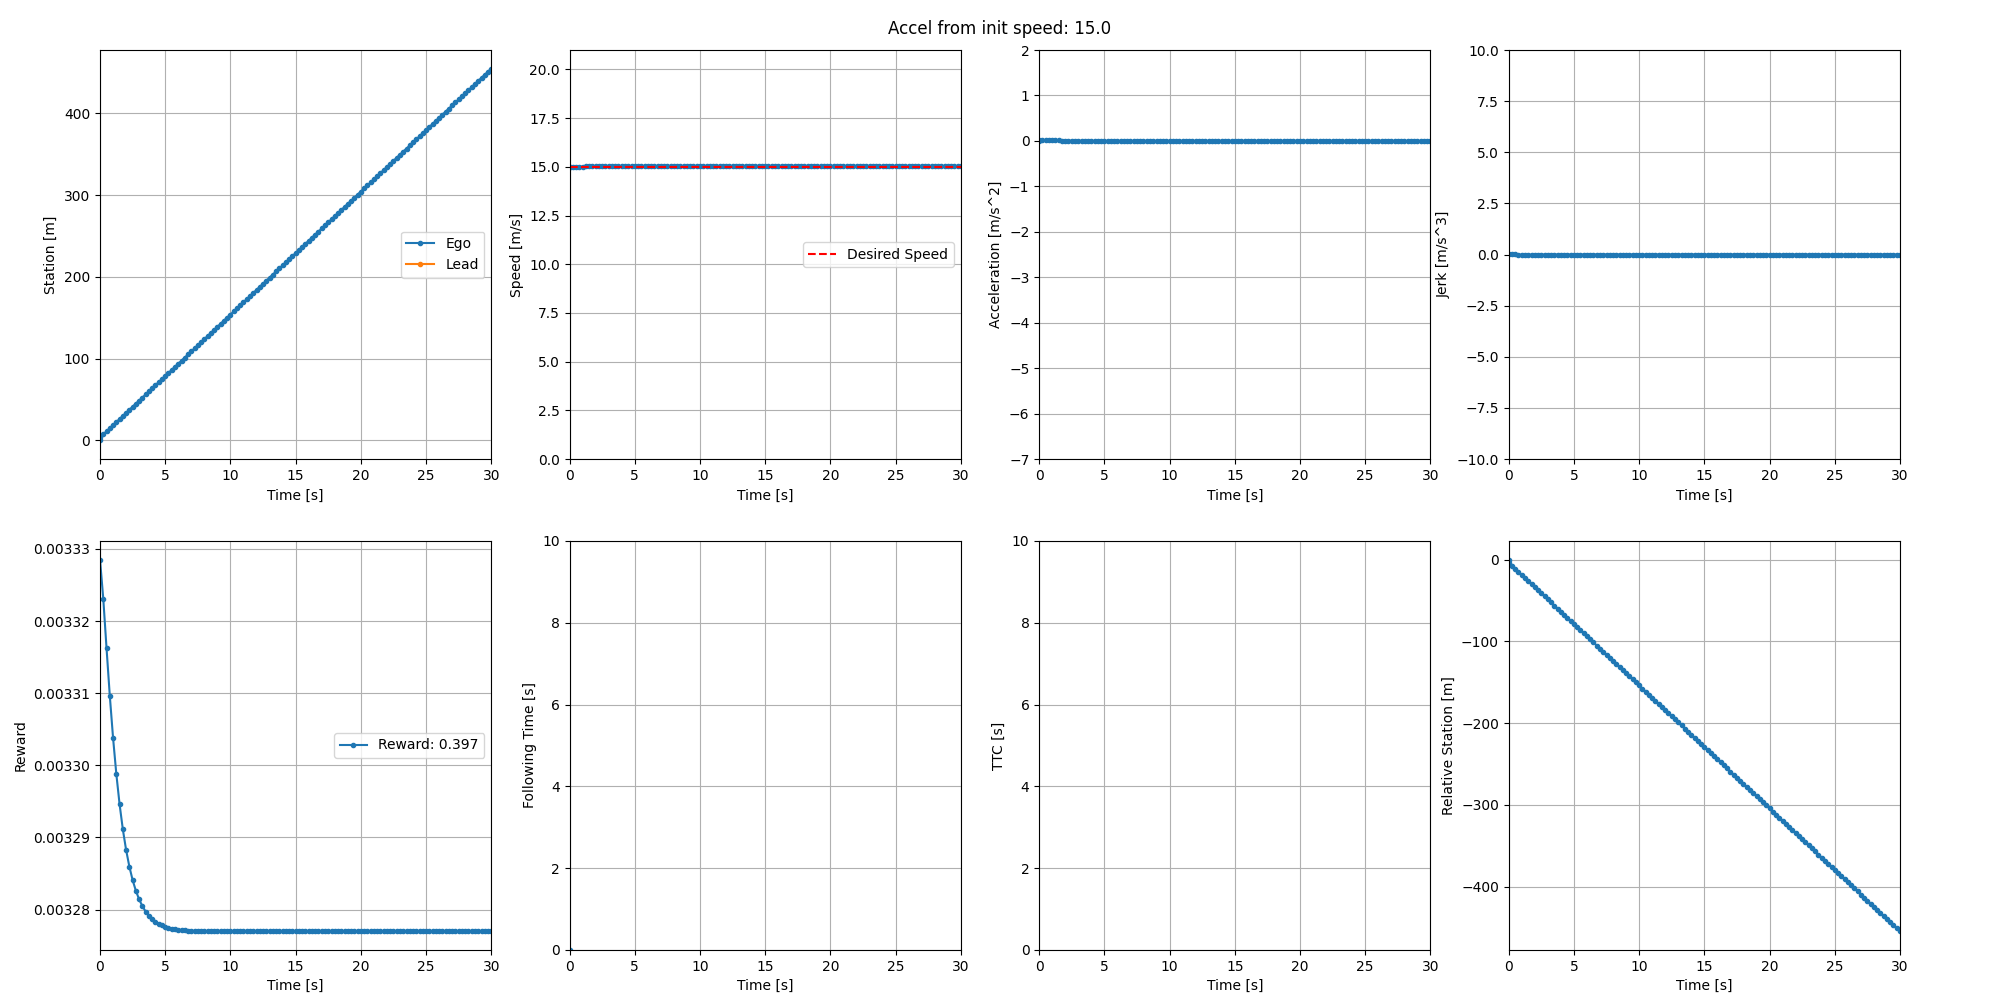 Accel from init speed: 15.0
Station [m]
400
300
200
100
0
Ego
Lead
0 5 10 15 20 25 30
Time [s]
Speed [m/s]
20.0
17.5
15.0
12.5
10.0
7.5
5.0
2.5
0.0
Desired Speed
0 5 10 15 20 25 30
Time [s]
Acceleration [m/s^2]
2
1
0
−1
−2
−3
−4
−5
−6
−7
0 5 10 15 20 25 30
Time [s]
Jerk [m/s^3]
10.0
7.5
5.0
2.5
0.0
−2.5
−5.0
−7.5
−10.0
0 5 10 15 20 25 30
Time [s]
Reward
0.00333
0.00332
0.00331
0.00330
0.00329
0.00328
Reward: 0.397
0 5 10 15 20 25 30
Time [s]
Following Time [s]
10
8
6
4
2
0
0 5 10 15 20 25 30
Time [s]
TTC [s]
10
8
6
4
2
0
0 5 10 15 20 25 30
Time [s]
Relative Station [m]
0
−100
−200
−300
−400
0 5 10 15 20 25 30
Time [s]